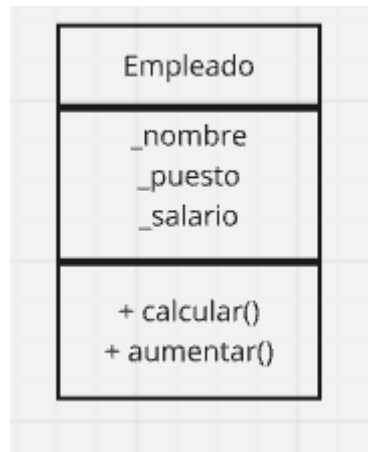 Empleado
_nombre
_puesto
_salario
+ calcular()
+ aumentar()